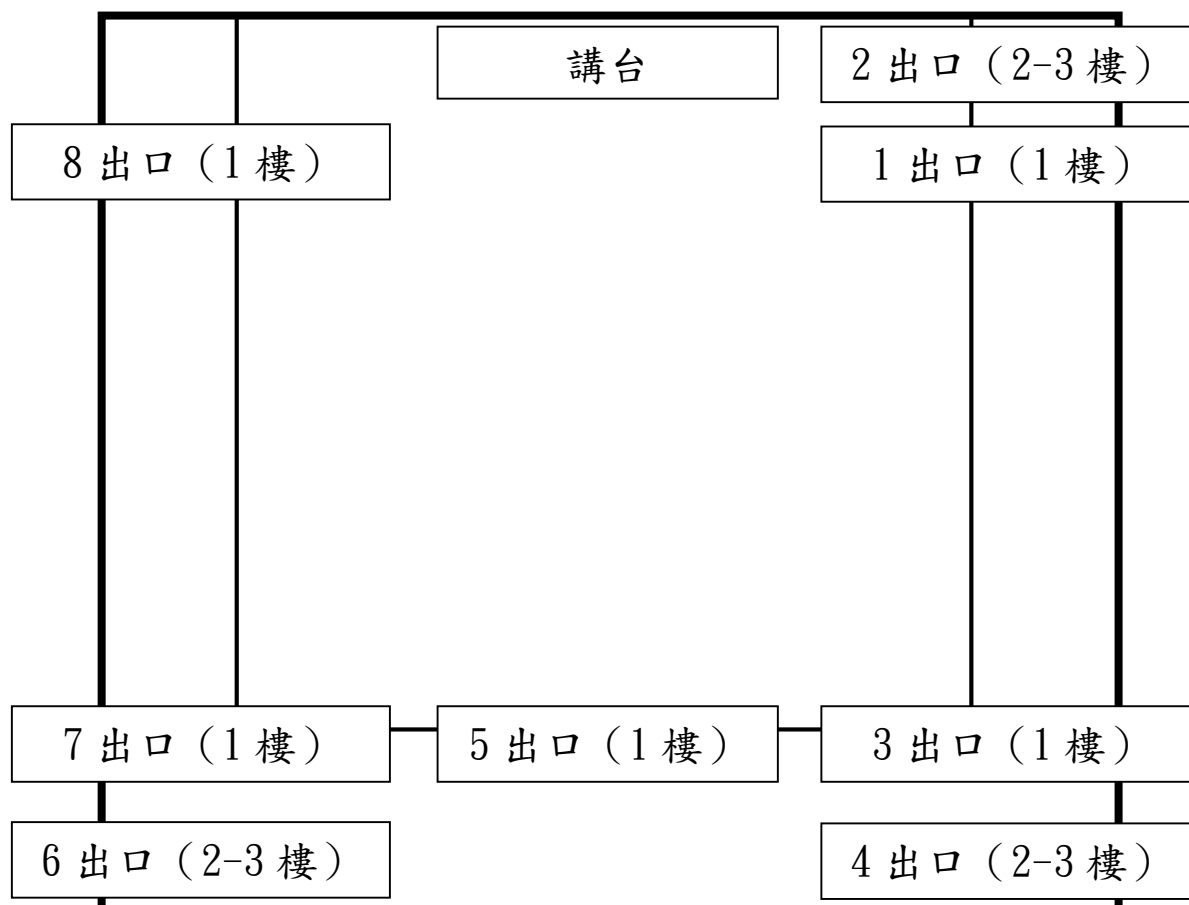 講台
2 出口（2-3 樓）
8 出口（1 樓）
1 出口（1 樓）
7 出口（1 樓）
5 出口（1 樓）
3 出口（1 樓）
6 出口（2-3 樓）
4 出口（2-3 樓）